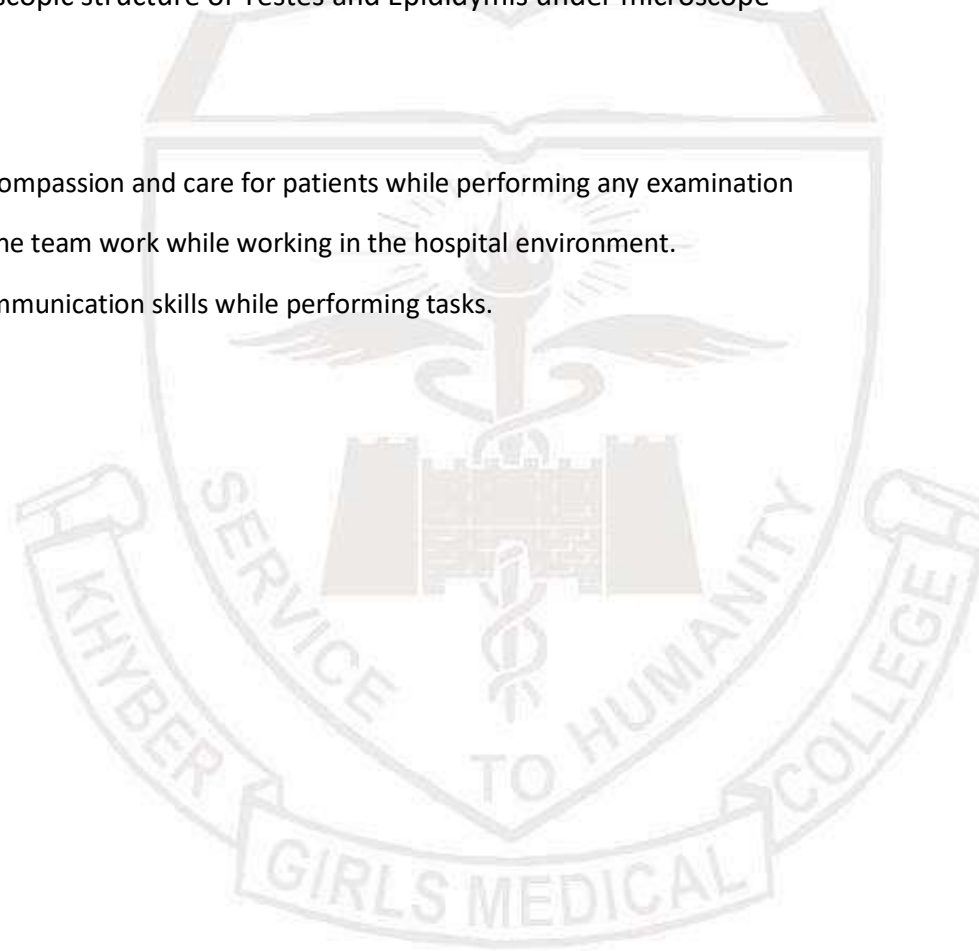 scopic structure of Testes and Epididymis under microscope
ompassion and care for patients while performing any examination
he team work while working in the hospital environment.
mmunication skills while performing tasks.
SERVICE TO HUMANITY
KHYBER GIRLS MEDICAL COLLEGE